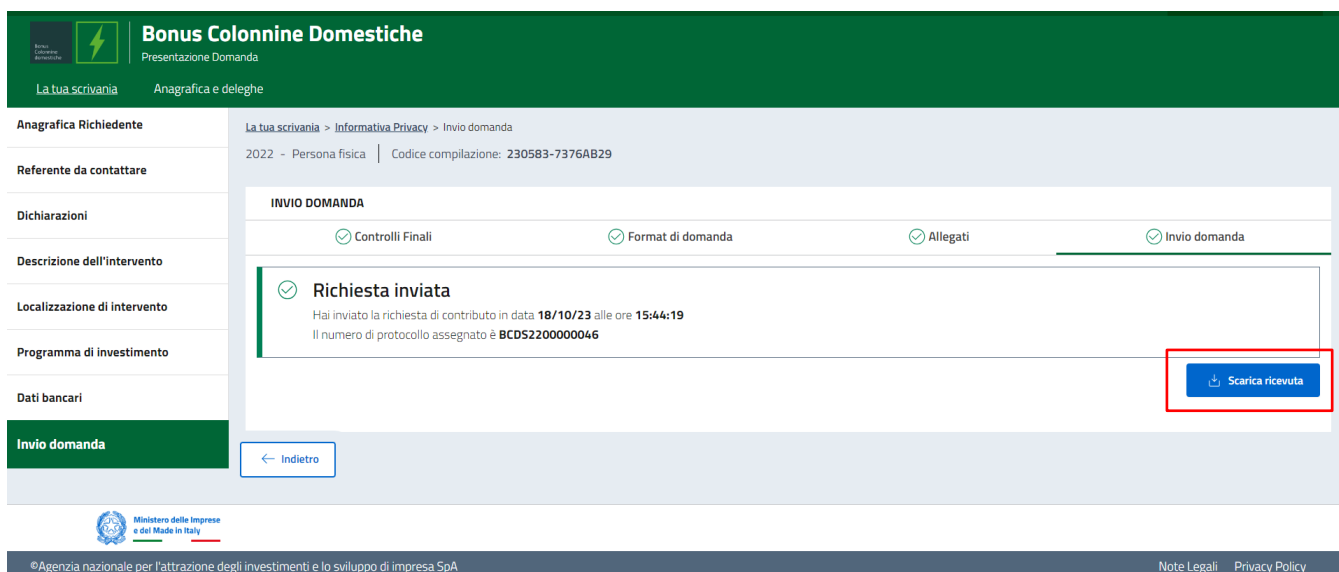 Bonus
Colonnine
domestiche
Bonus Colonnine Domestiche
Presentazione Domanda
La tua scrivania Anagrafica e deleghe
Anagrafica Richiedente
Referente da contattare
Dichiarazioni
Descrizione dell'intervento
Localizzazione di intervento
Programma di investimento
Dati bancari
Invio domanda
La tua scrivania > Informativa Privacy > Invio domanda
2022 - Persona fisica | Codice compilazione: 230583-7376AB29
INVIO DOMANDA
Controlli Finali Format di domanda Allegati Invio domanda
Richiesta inviata
Hai inviato la richiesta di contributo in data 18/10/23 alle ore 15:44:19
Il numero di protocollo assegnato è BCDS2200000046
Scarica ricevuta
Indietro
Ministero delle Imprese
e del Made in Italy
©Agenzia nazionale per l'attrazione degli investimenti e lo sviluppo di impresa SpA Note Legali Privacy Policy